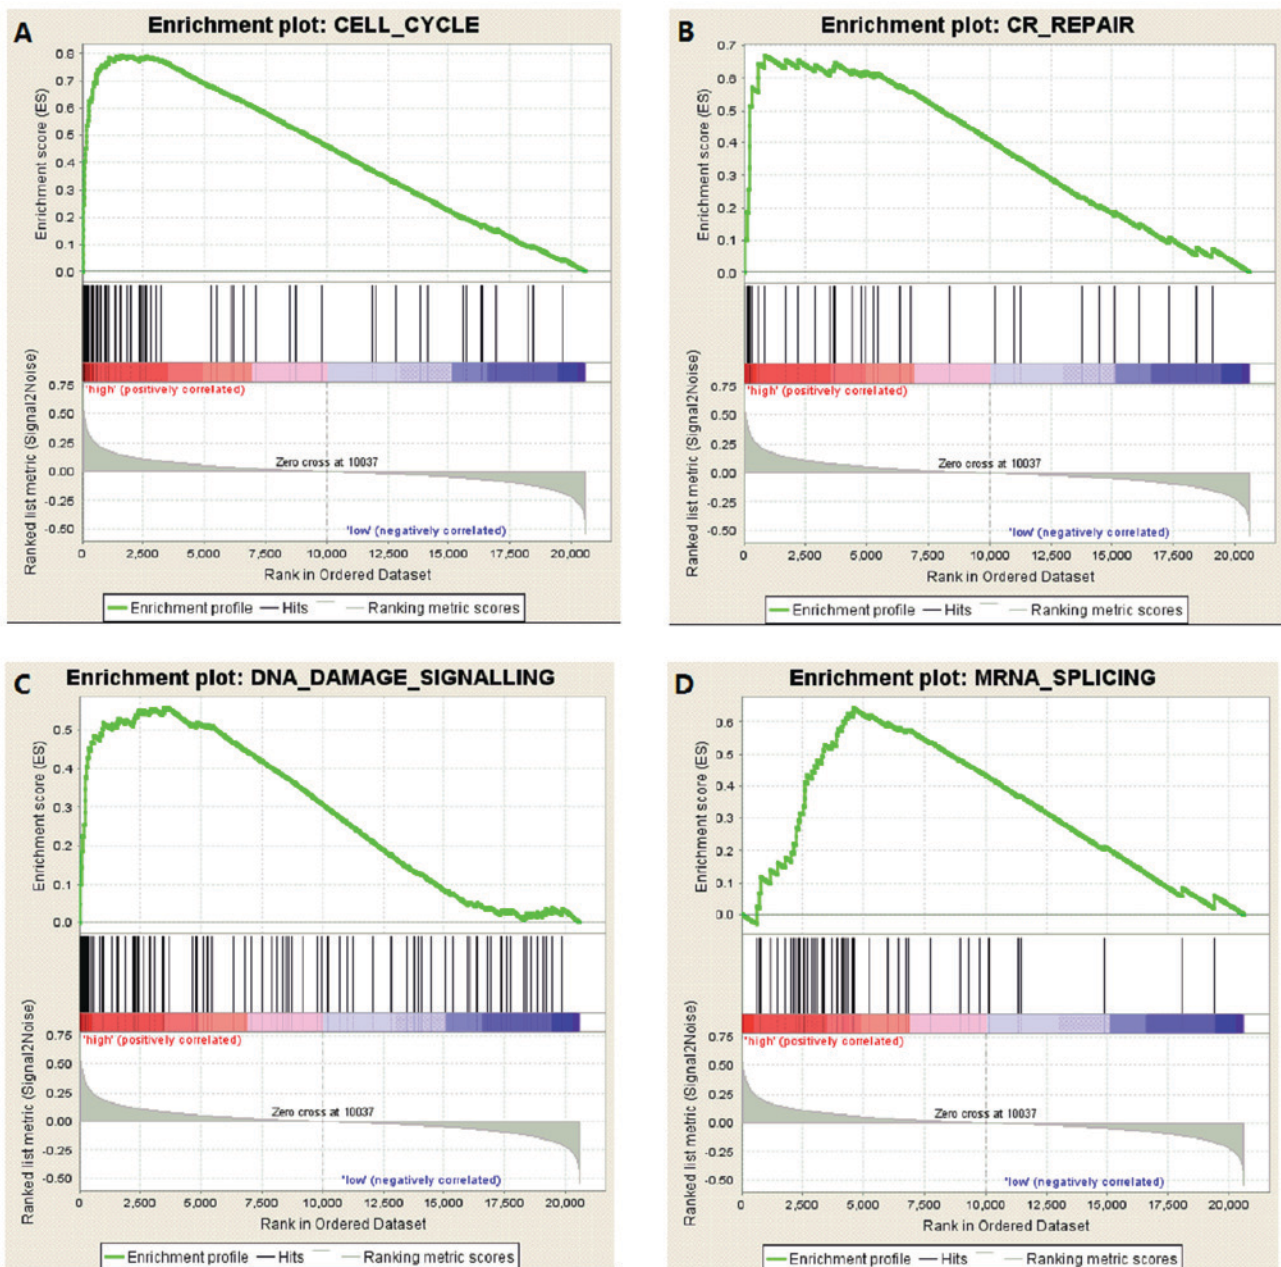 A
Enrichment plot: CELL_CYCLE
Enrichment score (ES)
0.8
0.7
0.6
0.5
0.4
0.3
0.2
0.1
0.0
'high' (positively correlated)
Ranked list metric (Signal2Noise)
0.75
0.50
0.25
0.00
-0.25
-0.50
Zero cross at 10037
'low' (negatively correlated)
0 2,500 5,000 7,500 10,000 12,500 15,000 17,500 20,000
Rank in Ordered Dataset
Enrichment profile Hits Ranking metric scores
B
Enrichment plot: CR_REPAIR
Enrichment score (ES)
0.7
0.6
0.5
0.4
0.3
0.2
0.1
0.0
'high' (positively correlated)
Ranked list metric (Signal2Noise)
0.75
0.50
0.25
0.00
-0.25
-0.50
Zero cross at 10037
'low' (negatively correlated)
0 2,500 5,000 7,500 10,000 12,500 15,000 17,500 20,000
Rank in Ordered Dataset
Enrichment profile Hits Ranking metric scores
C
Enrichment plot: DNA_DAMAGE_SIGNALLING
Enrichment score (ES)
0.5
0.4
0.3
0.2
0.1
0.0
'high' (positively correlated)
Ranked list metric (Signal2Noise)
0.75
0.50
0.25
0.00
-0.25
-0.50
Zero cross at 10037
'low' (negatively correlated)
0 2,500 5,000 7,500 10,000 12,500 15,000 17,500 20,000
Rank in Ordered Dataset
Enrichment profile Hits Ranking metric scores
D
Enrichment plot: MRNA_SPLICING
Enrichment score (ES)
0.6
0.5
0.4
0.3
0.2
0.1
0.0
'high' (positively correlated)
Ranked list metric (Signal2Noise)
0.75
0.50
0.25
0.00
-0.25
-0.50
Zero cross at 10037
'low' (negatively correlated)
0 2,500 5,000 7,500 10,000 12,500 15,000 17,500 20,000
Rank in Ordered Dataset
Enrichment profile Hits Ranking metric scores